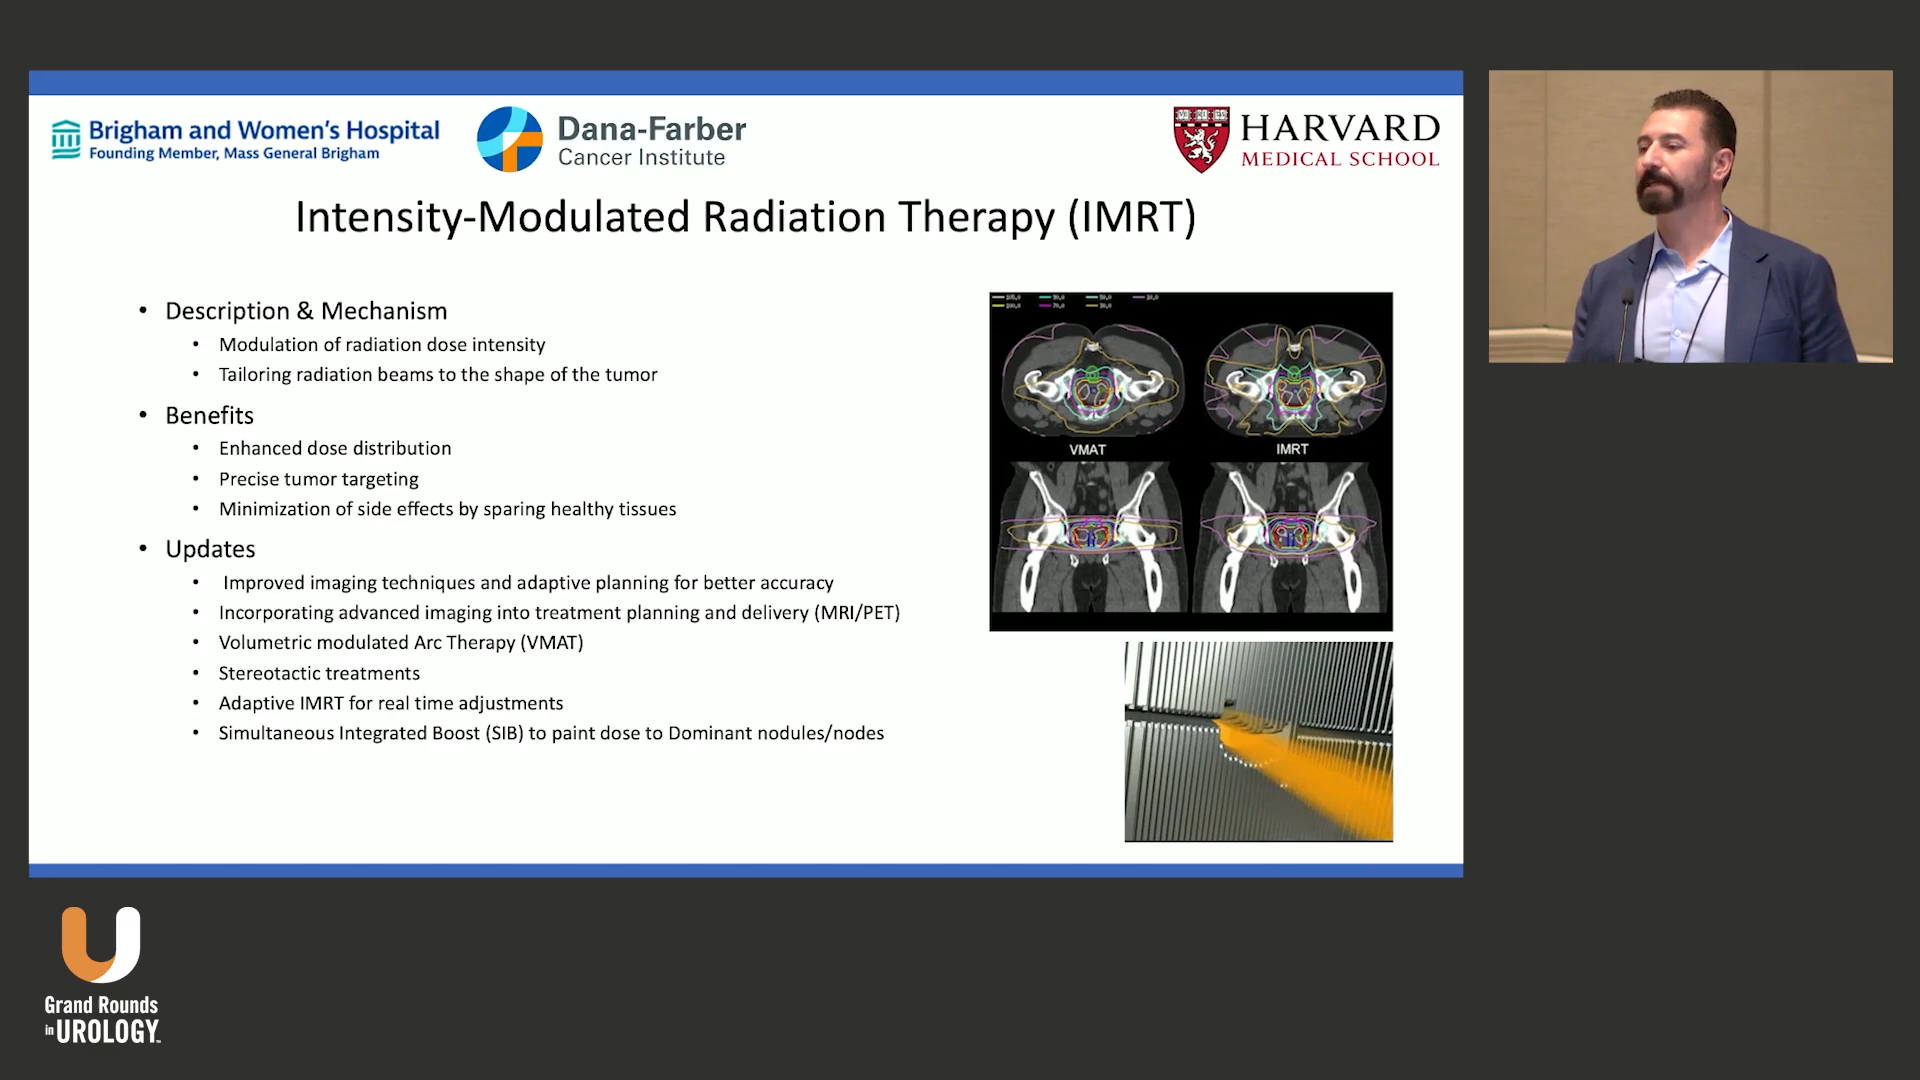 Brigham and Women's Hospital
Founding Member, Mass General Brigham
Dana-Farber
Cancer Institute
HARVARD
MEDICAL SCHOOL
Intensity-Modulated Radiation Therapy (IMRT)
• Description & Mechanism
• Modulation of radiation dose intensity
• Tailoring radiation beams to the shape of the tumor
• Benefits
• Enhanced dose distribution
• Precise tumor targeting
• Minimization of side effects by sparing healthy tissues
• Updates
• Improved imaging techniques and adaptive planning for better accuracy
• Incorporating advanced imaging into treatment planning and delivery (MRI/PET)
• Volumetric modulated Arc Therapy (VMAT)
• Stereotactic treatments
• Adaptive IMRT for real time adjustments
• Simultaneous Integrated Boost (SIB) to paint dose to Dominant nodules/nodes
VMAT
IMRT
Grand Rounds
in UROLOGY™